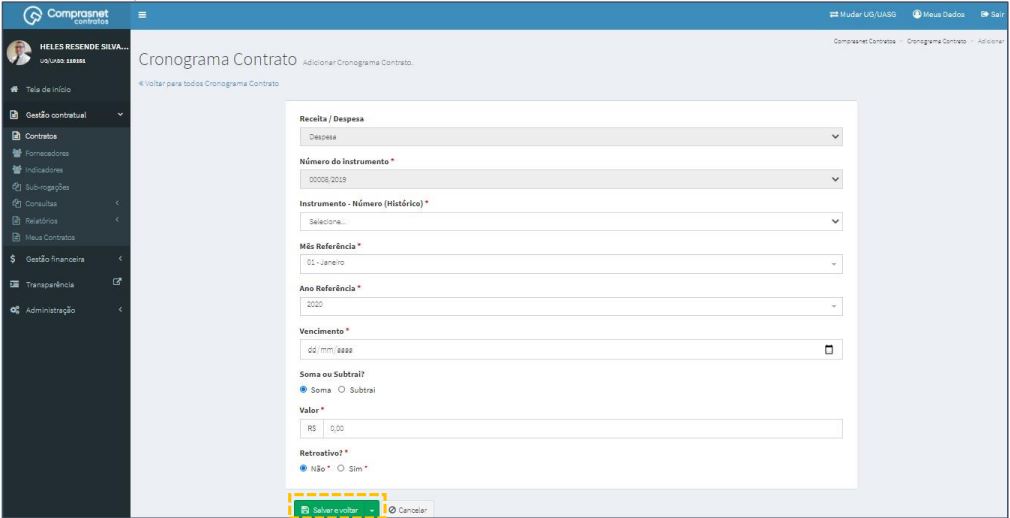 Comprasnet
contratos
Mudar UG/UASG
Meus Dados
Sair
HELES RESENDE SILVA...
UG/UASG:
Tela de início
Gestão contratual
Contratos
Fornecedores
Indicadores
Sub-rogações
Consultas
Relatórios
Meus Contratos
Gestão financeira
Transparência
Administração
Comprasnet Contratos > Cronograma Contrato > Adicionar
Cronograma Contrato Adicionar Cronograma Contrato.
Voltar para todos Cronograma Contrato
Receita / Despesa
Despesa
Número do instrumento *
00006/2019
Instrumento - Número (Histórico) *
Selecione...
Mês Referência *
01 - Janeiro
Ano Referência *
2020
Vencimento *
dd/mm/aaaa
Soma ou Subtrai?
Soma Subtrai
Valor *
R$ 0,00
Retroativo? *
Não * Sim *
Salvar e voltar
Cancelar